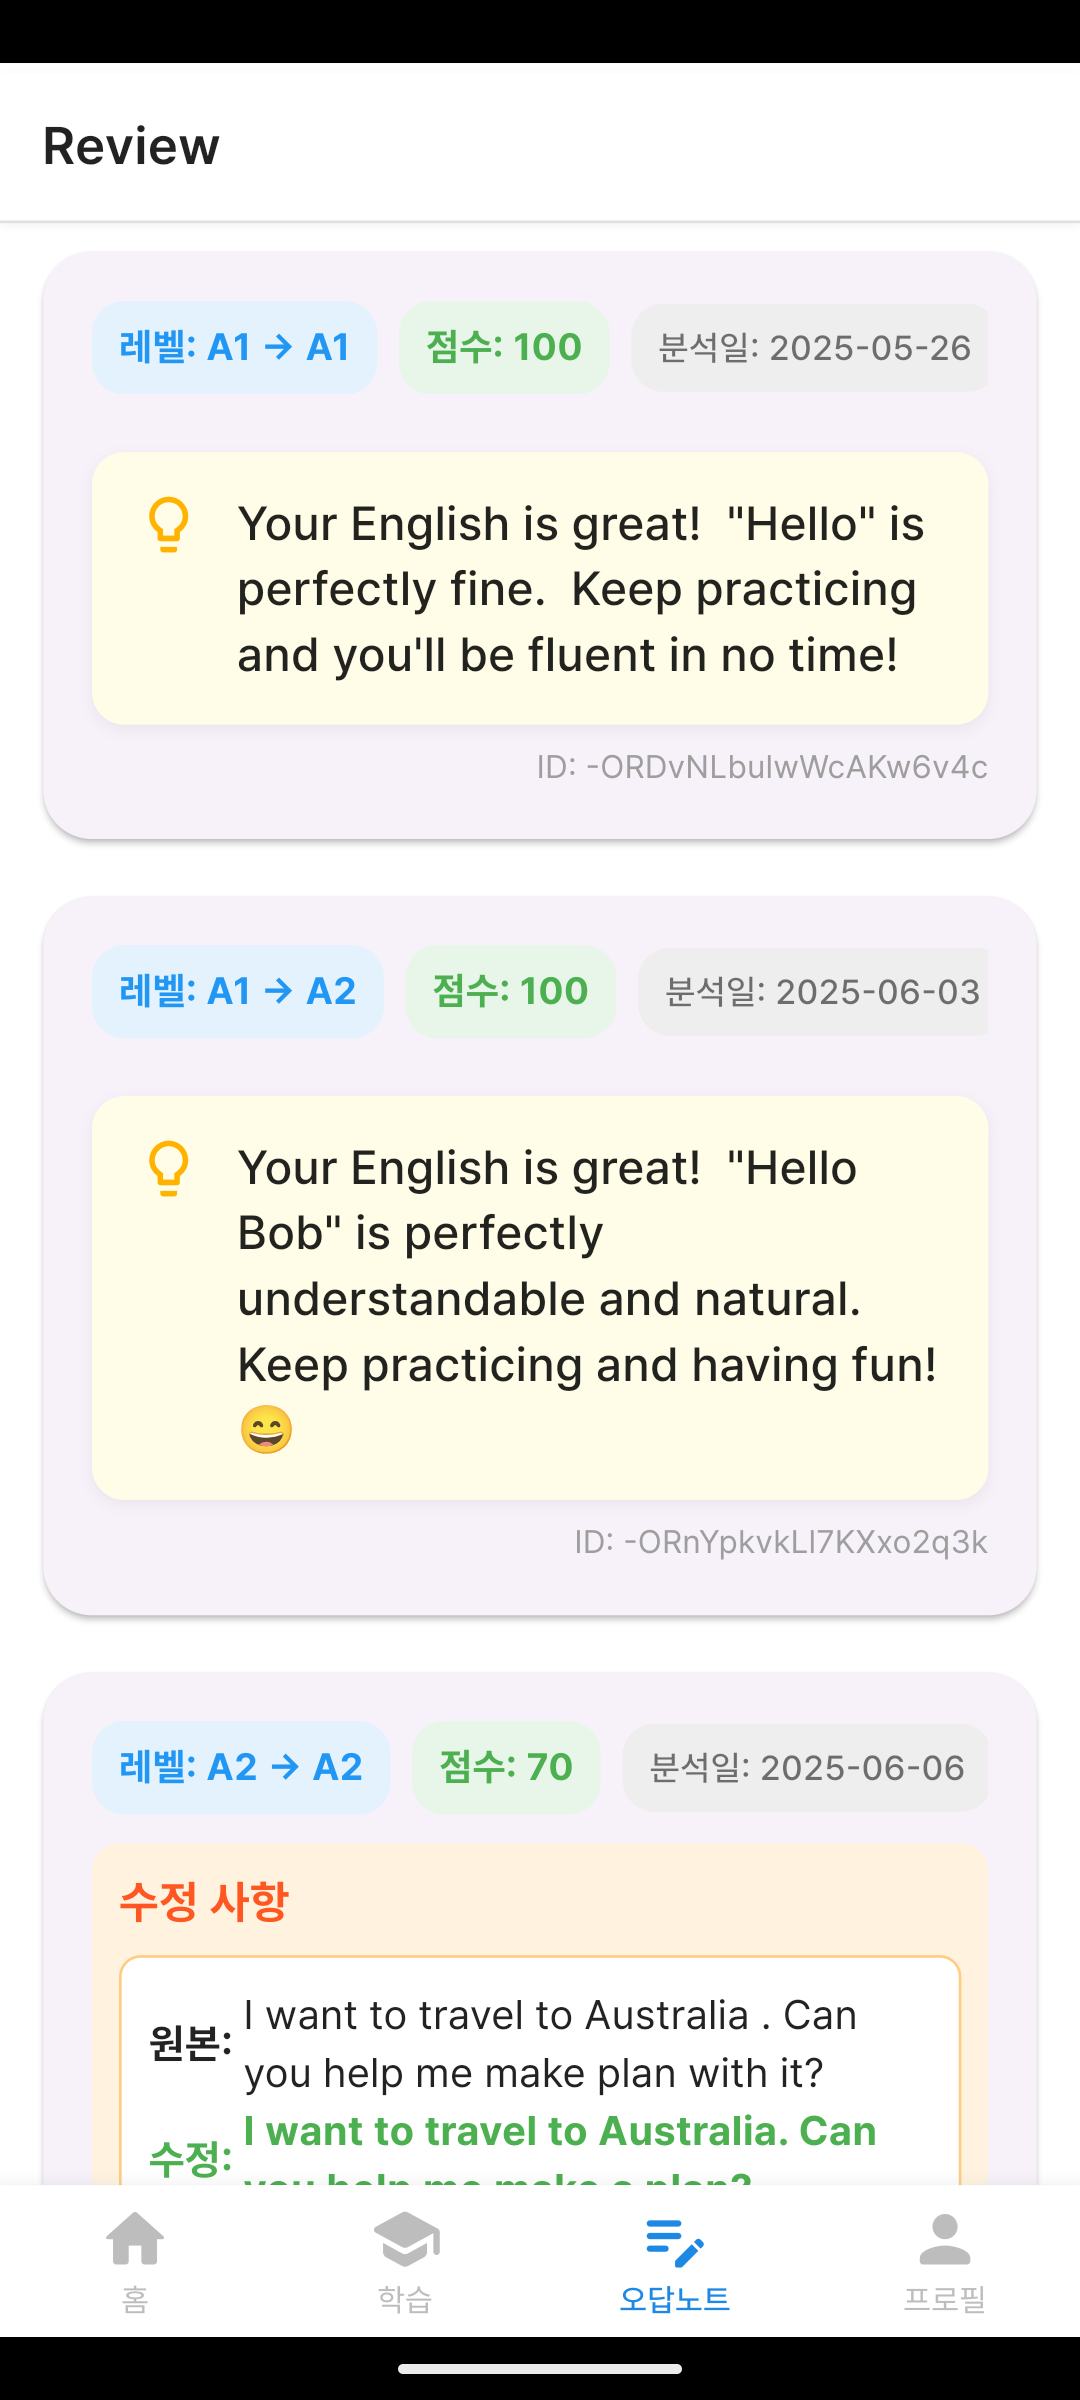 Review
레벨: A1 → A1 점수: 100 분석일: 2025-05-26
Your English is great!  "Hello" is
perfectly fine.  Keep practicing
and you'll be fluent in no time!
ID: -ORDvNLbuIwWcAKw6v4c
레벨: A1 → A2 점수: 100 분석일: 2025-06-03
Your English is great!  "Hello
Bob" is perfectly
understandable and natural.
Keep practicing and having fun!
😄
ID: -ORnYpkvkLI7KXxo2q3k
레벨: A2 → A2 점수: 70 분석일: 2025-06-06
수정 사항
원본: I want to travel to Australia . Can
you help me make plan with it?
수정: I want to travel to Australia. Can
you help me make a plan?
홈 학습 오답노트 프로필